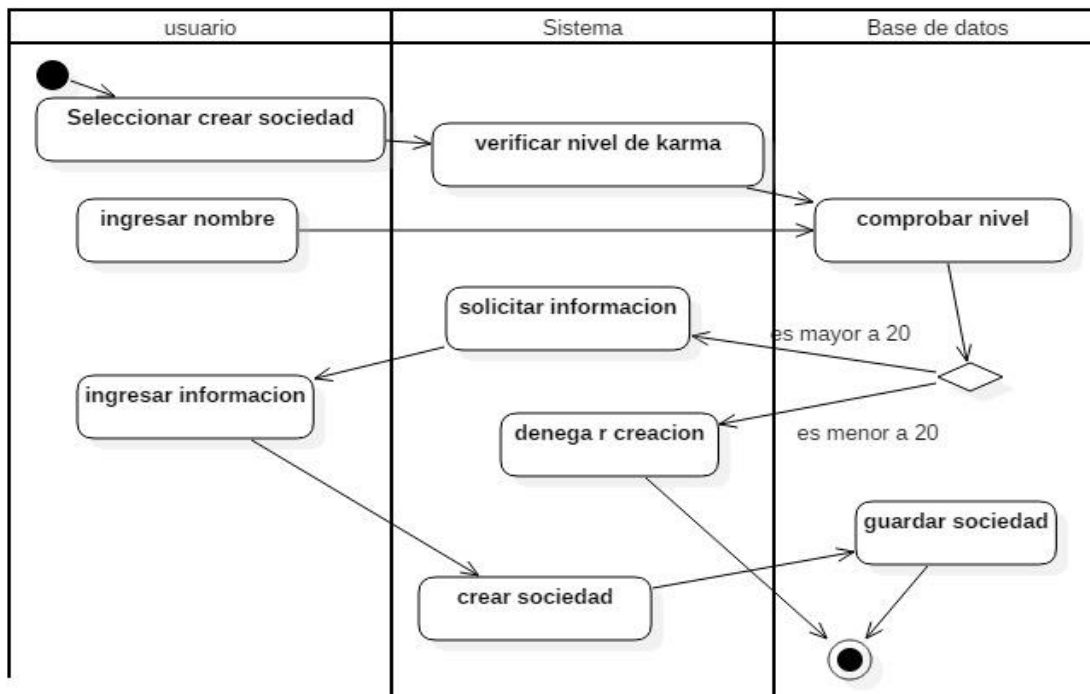 usuario
Sistema
Base de datos
Seleccionar crear sociedad
verificar nivel de karma
ingresar nombre
comprobar nivel
solicitar informacion
es mayor a 20
ingresar informacion
denega r creacion
es menor a 20
guardar sociedad
crear sociedad